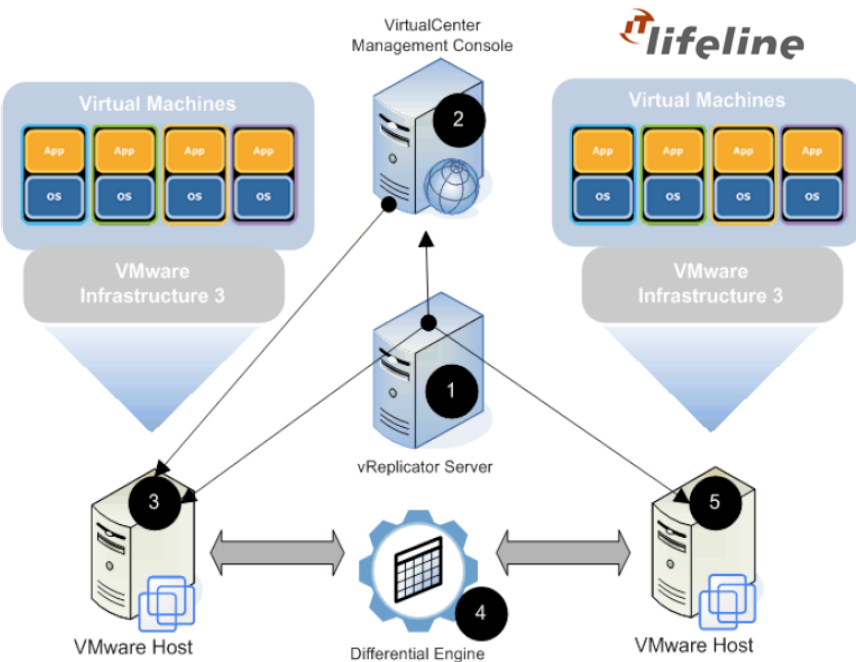 VirtualCenter
Management Console
iT lifeline
Virtual Machines
App App App App
OS OS OS OS
VMware
Infrastructure 3
2
Virtual Machines
App App App App
OS OS OS OS
VMware
Infrastructure 3
1
vReplicator Server
3
VMware Host
4
Differential Engine
5
VMware Host